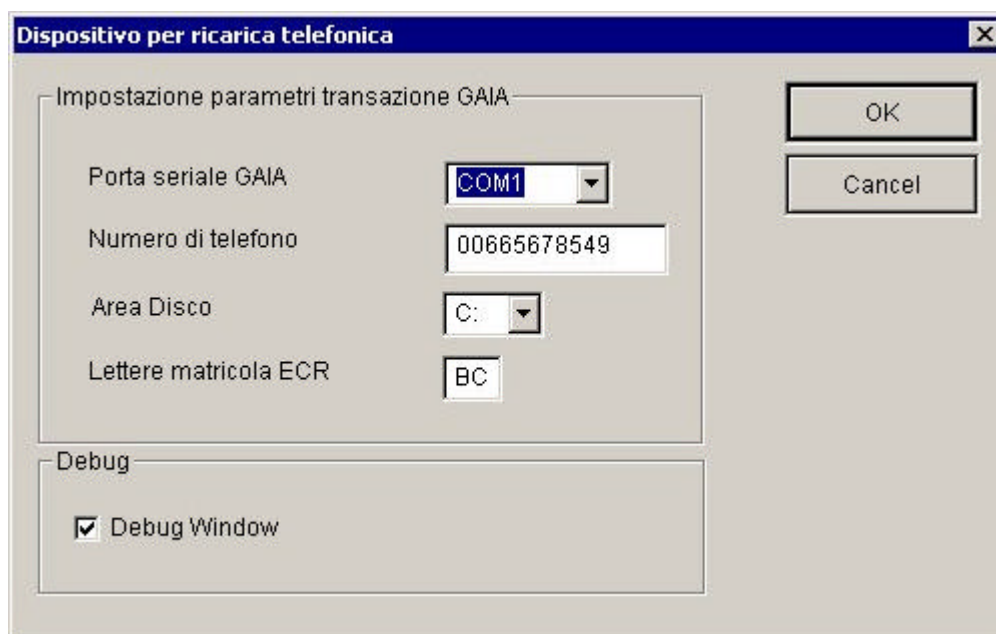 Dispositivo per ricarica telefonica
Impostazione parametri transazione GAIA
OK
Porta seriale GAIA COM1
Cancel
Numero di telefono 00665678549
Area Disco C:
Lettere matricola ECR BC
Debug
Debug Window